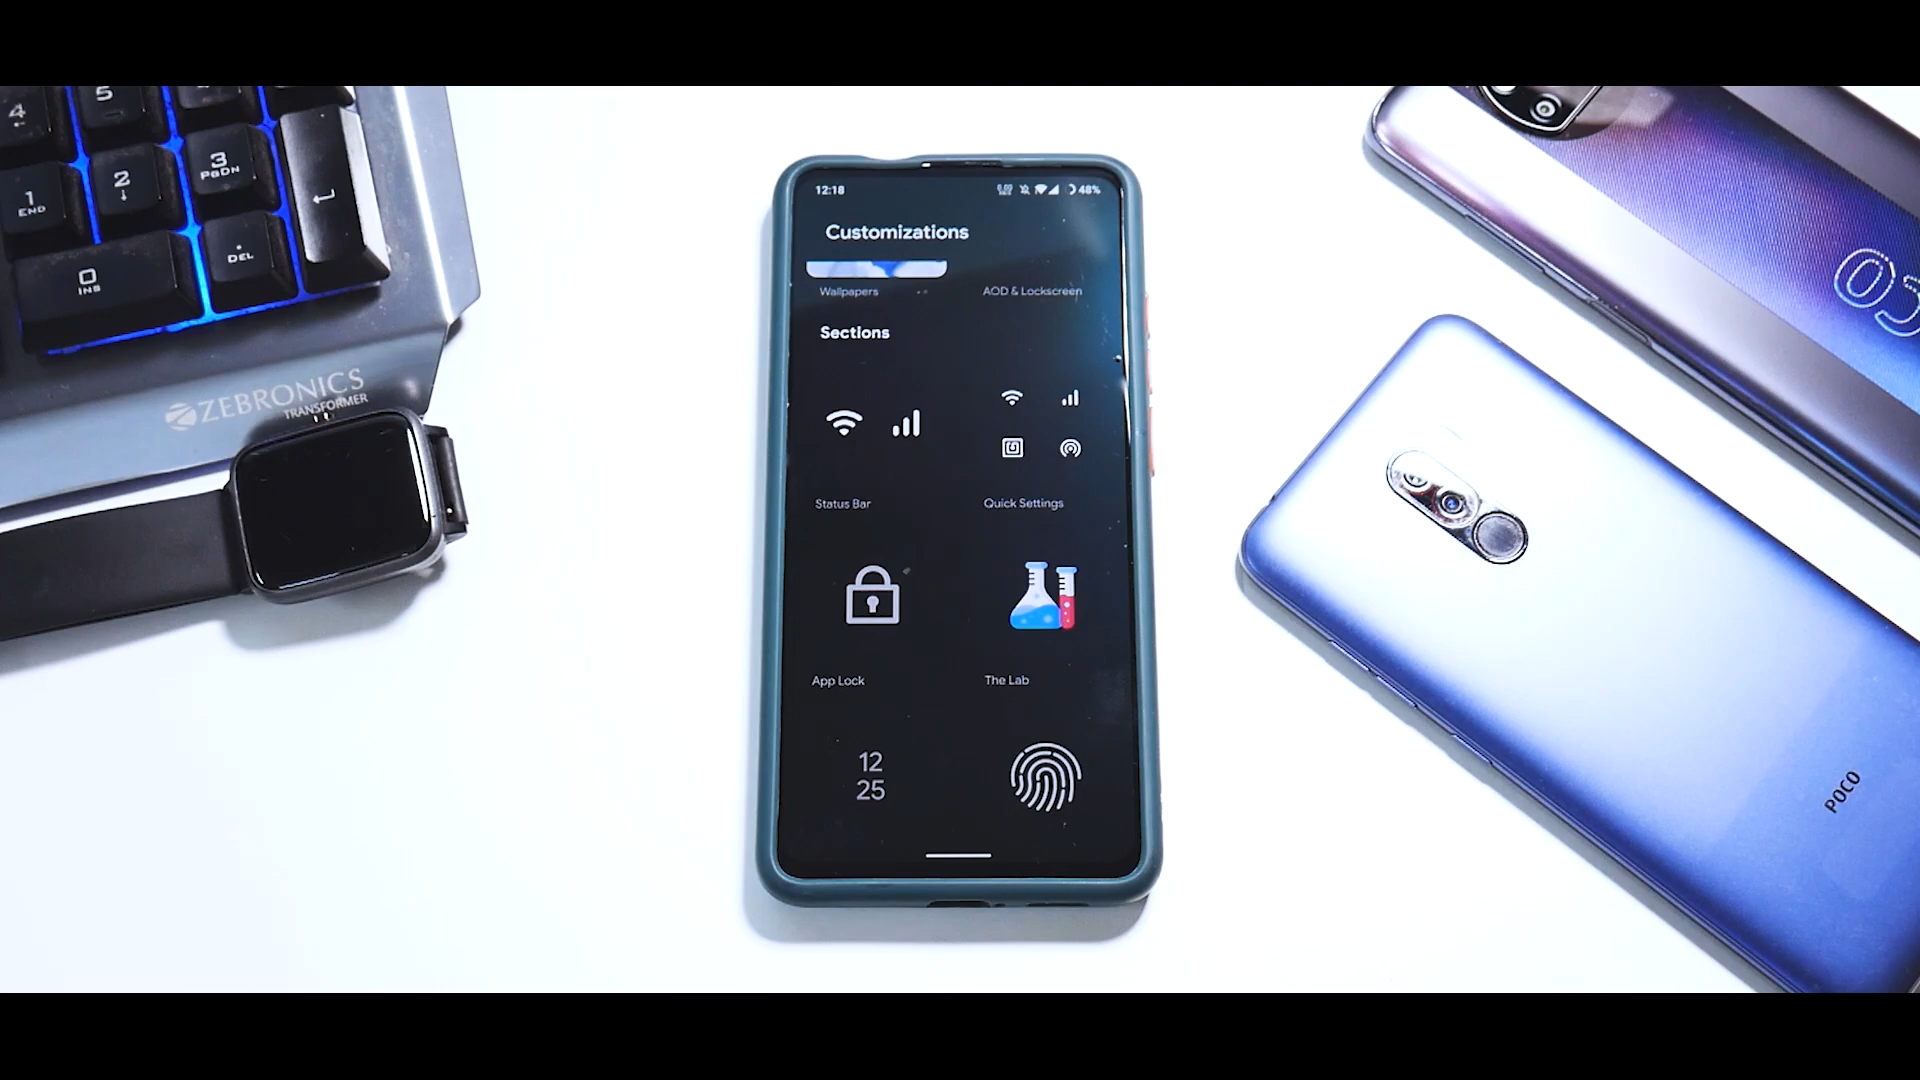 4
5
1
END
2
3
PGDN
0
INS
DEL
ZEBRONICS
TRANSFORMER
12:18
48%
Customizations
Wallpapers
AOD & Lockscreen
Sections
Status Bar
Quick Settings
App Lock
The Lab
12
25
03
POCO